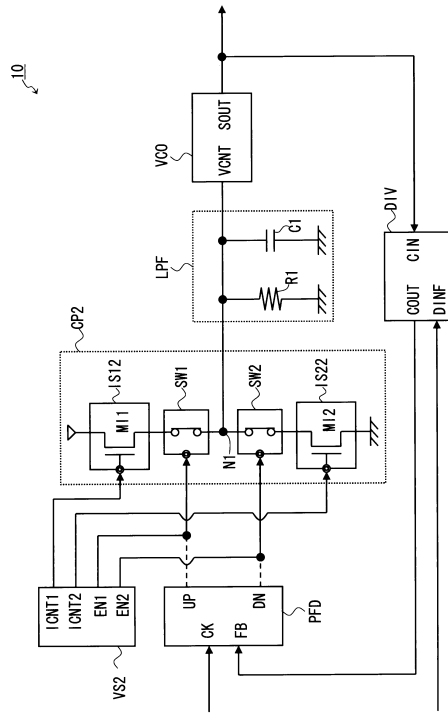 10
VS2
ICNT1
ICNT2
EN1
EN2
CP2
IS12
MI1
SW1
N1
SW2
IS22
MI2
LPF
R1
C1
VCO
VCNT SOUT
PFD
CK UP
FB DN
DIV
COUT CIN
DINF